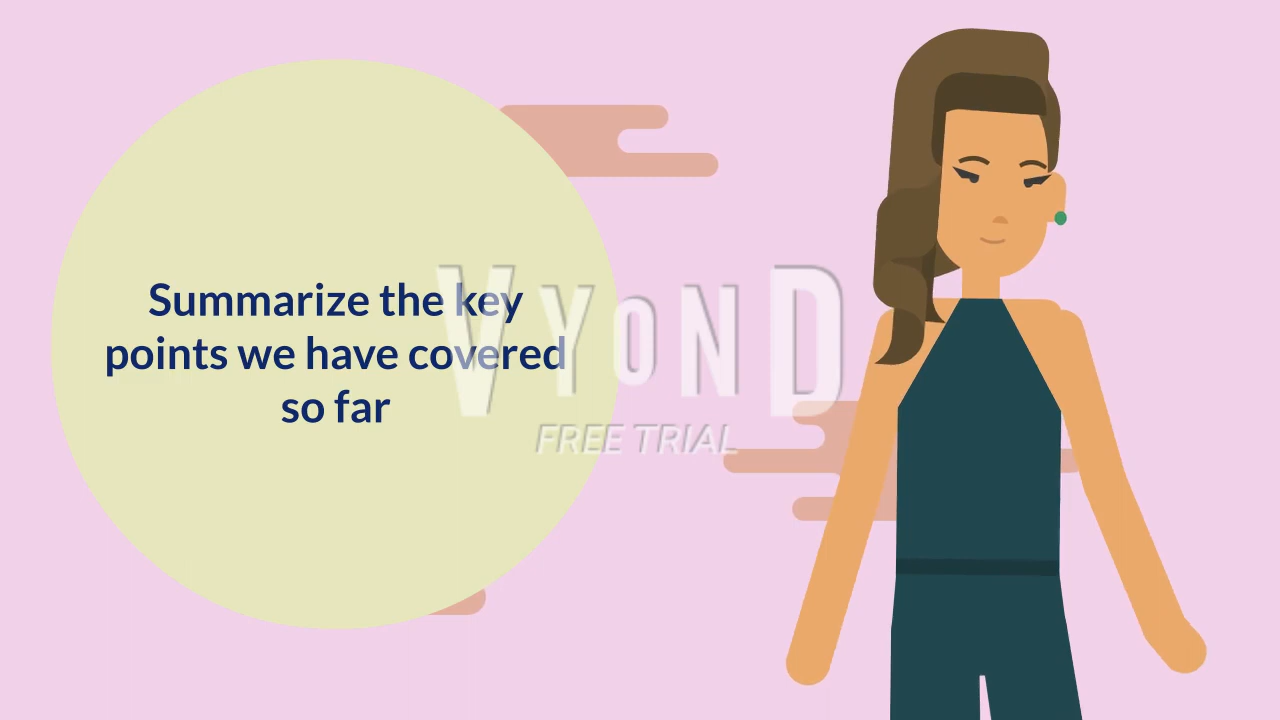 Summarize the key
points we have covered
so far
VYOND
FREE TRIAL